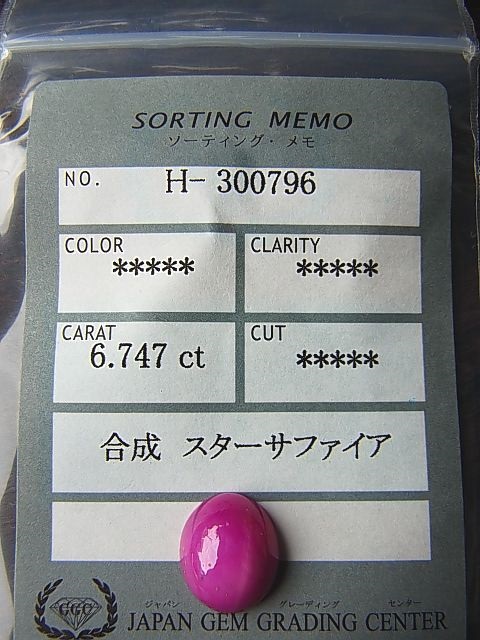 SORTING MEMO
ソーティング・メモ
NO. H- 300796
COLOR CLARITY
***** *****
CARAT CUT
6.747 ct *****
合成 スターサファイア
ジャパン グレーディング センター
GGC JAPAN GEM GRADING CENTER